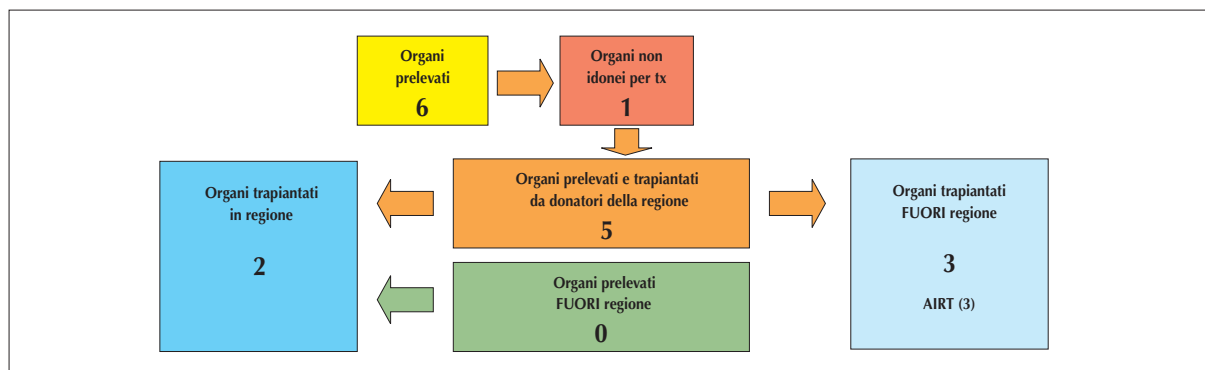 Organi
prelevati
6
Organi non
idonei per tx
1
Organi trapiantati
in regione
2
Organi prelevati e trapiantati
da donatori della regione
5
Organi prelevati
FUORI regione
0
Organi trapiantati
FUORI regione
3
AIRT (3)